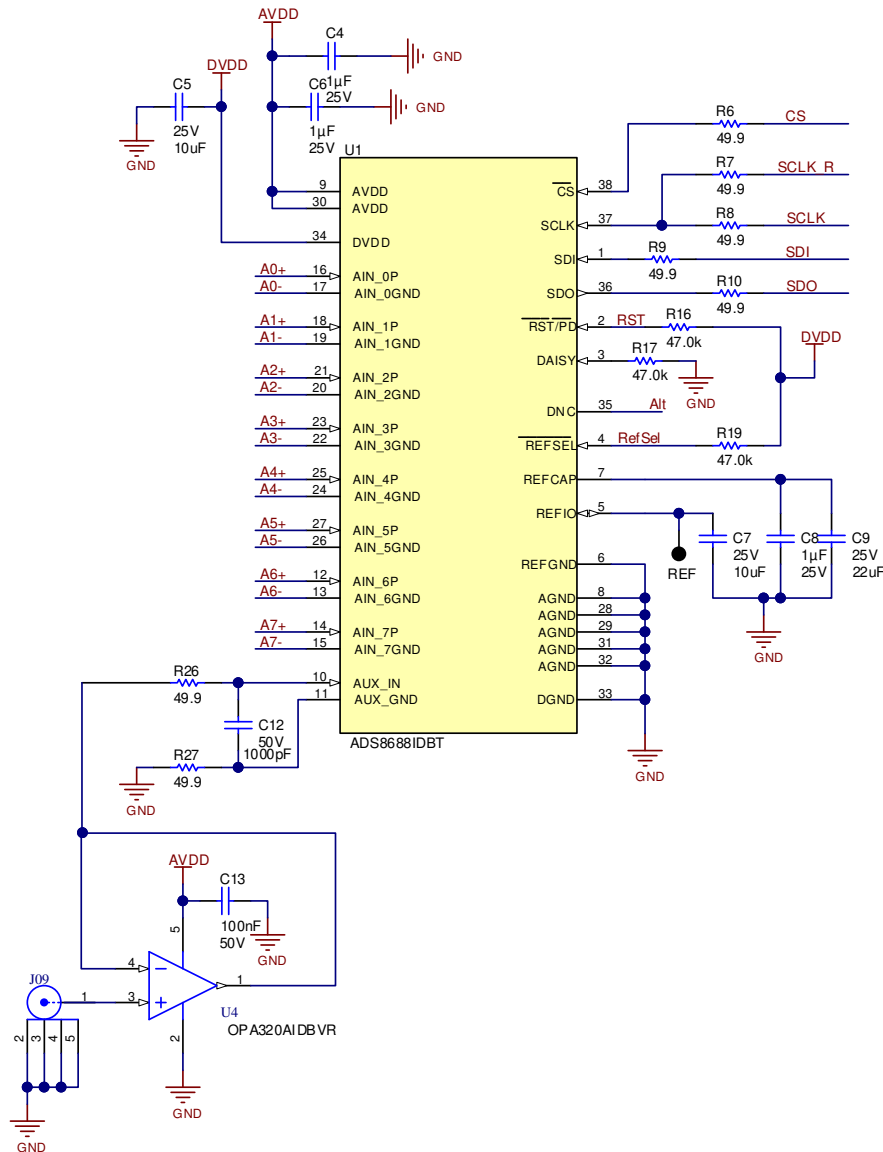 AVDD
C4
1µF
25V
GND
DVDD
C5
25V
10uF
GND
C6
1µF
25V
GND
U1
R6
49.9
CS
R7
49.9
SCLK_R
R8
49.9
SCLK
R9
49.9
SDI
R10
49.9
SDO
9 AVDD
30 AVDD
34 DVDD
A0+ 16 AIN_0P
A0- 17 AIN_0GND
A1+ 18 AIN_1P
A1- 19 AIN_1GND
A2+ 21 AIN_2P
A2- 20 AIN_2GND
A3+ 23 AIN_3P
A3- 22 AIN_3GND
A4+ 25 AIN_4P
A4- 24 AIN_4GND
A5+ 27 AIN_5P
A5- 26 AIN_5GND
A6+ 12 AIN_6P
A6- 13 AIN_6GND
A7+ 14 AIN_7P
A7- 15 AIN_7GND
10 AUX_IN
11 AUX_GND
CS 38
SCLK 37
SDI 1
SDO 36
RST/PD 2 RST
R16
47.0k
DAISY 3
R17
47.0k
GND
DVDD
DNC 35 Alt
REFSEL 4 RefSel
R19
47.0k
REFCAP 7
REFIO 5
REF
C7
25V
10uF
C8
1µF
25V
C9
25V
22uF
GND
REFGND 6
AGND 8
AGND 28
AGND 29
AGND 31
AGND 32
DGND 33
GND
ADS8688IDBT
R26
49.9
C12
50V
1000pF
R27
49.9
GND
AVDD
C13
100nF
50V
GND
5
4
3
1
2
U4
OPA320AIDBVR
GND
J09
1
2
3
4
5
GND